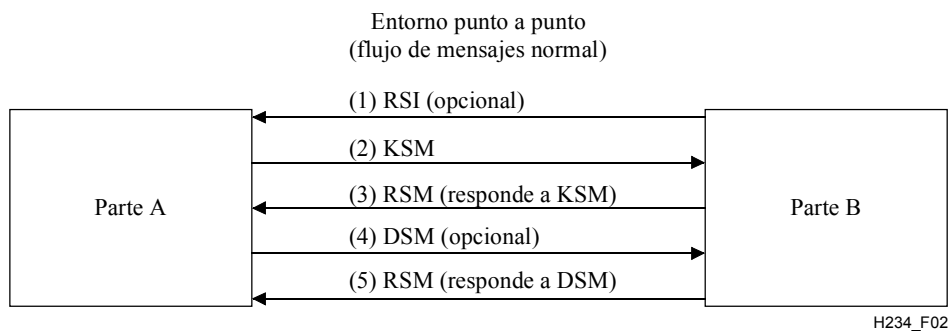 Entorno punto a punto
(flujo de mensajes normal)
(1) RSI (opcional)
(2) KSM
(3) RSM (responde a KSM)
(4) DSM (opcional)
(5) RSM (responde a DSM)
Parte A
Parte B
H234_F02